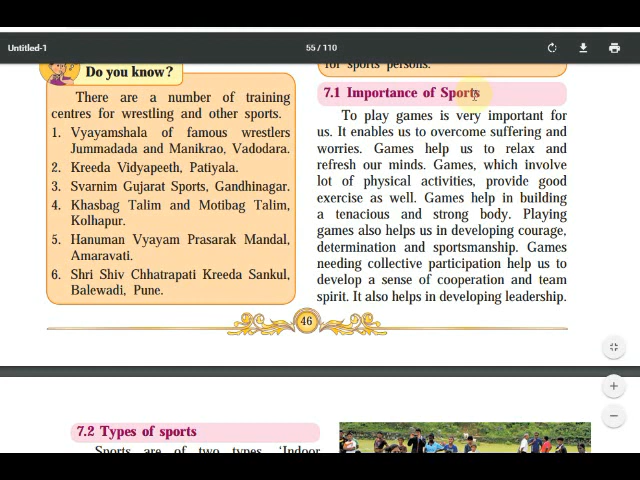 Untitled-1
55 / 110
Do you know?
There are a number of training
centres for wrestling and other sports.
1. Vyayamshala of famous wrestlers
Jummadada and Manikrao, Vadodara.
2. Kreeda Vidyapeeth, Patiyala.
3. Svarnim Gujarat Sports, Gandhinagar.
4. Khasbag Talim and Motibag Talim,
Kolhapur.
5. Hanuman Vyayam Prasarak Mandal,
Amaravati.
6. Shri Shiv Chhatrapati Kreeda Sankul,
Balewadi, Pune.
for sports persons.
7.1 Importance of Sports
To play games is very important for
us. It enables us to overcome suffering and
worries. Games help us to relax and
refresh our minds. Games, which involve
lot of physical activities, provide good
exercise as well. Games help in building
a tenacious and strong body. Playing
games also helps us in developing courage,
determination and sportsmanship. Games
needing collective participation help us to
develop a sense of cooperation and team
spirit. It also helps in developing leadership.
46
7.2 Types of sports
Sports are of two types, 'Indoor